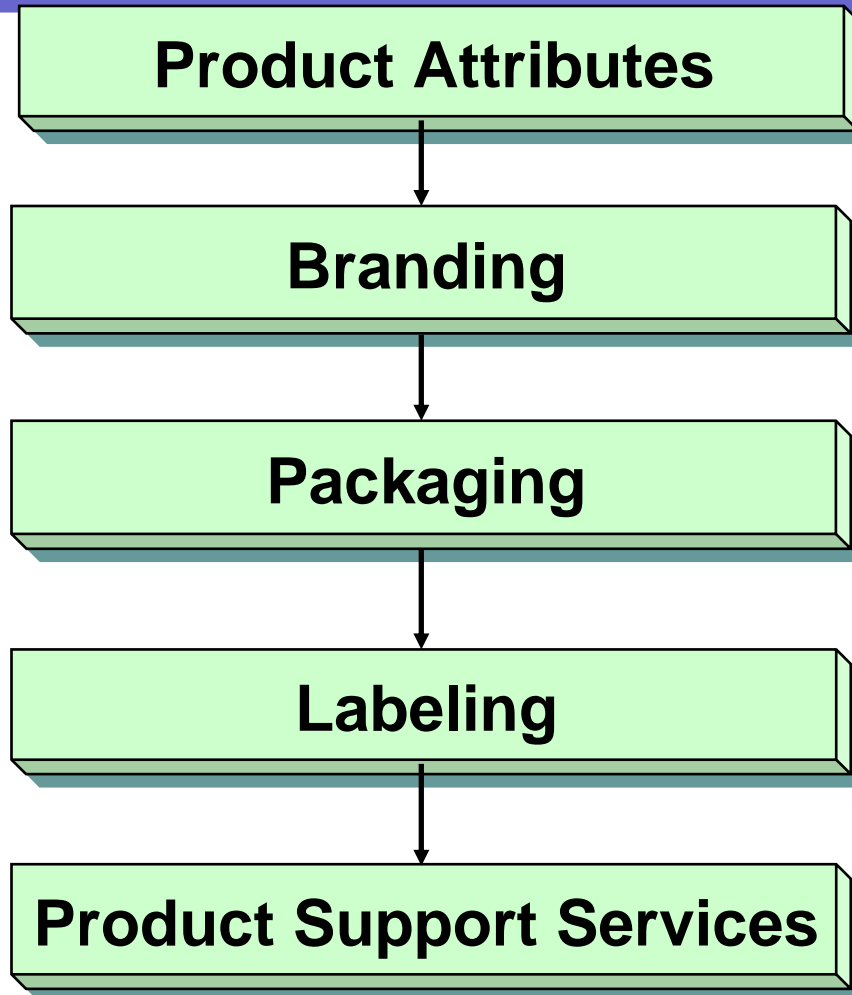 Product Attributes
Branding
Packaging
Labeling
Product Support Services